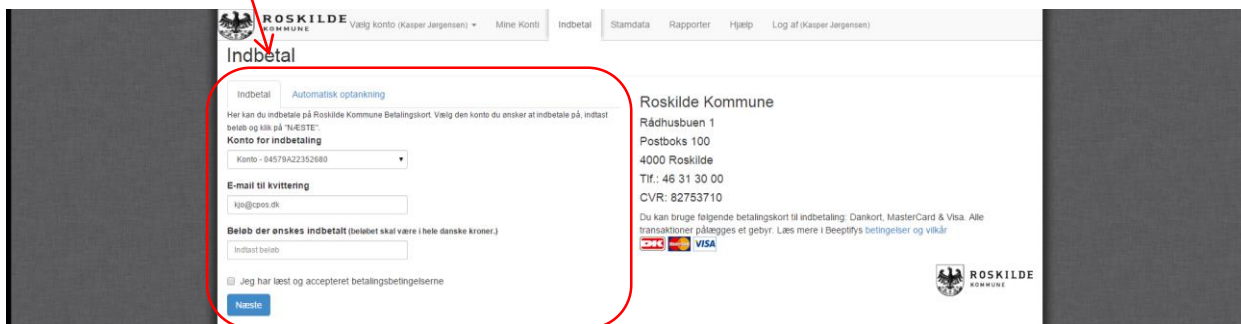 ROSKILDE
KOMMUNE
Vælg konto (Kasper Jørgensen) Mine Konti Indbetal Stamdata Rapporter Hjælp Log af (Kasper Jørgensen)
Indbetal
Indbetal Automatisk optankning
Her kan du indbetale på Roskilde Kommune Betalingskort. Vælg den konto du ønsker at indbetale på, indtast
beløb og klik på "NÆSTE".
Konto for indbetaling
Konto - 04579A22352680
E-mail til kvittering
kjo@cpos.dk
Beløb der ønskes indbetalt (beløbet skal være i hele danske kroner.)
Indtast beløb
Jeg har læst og accepteret betalingsbetingelserne
Næste
Roskilde Kommune
Rådhusbuen 1
Postboks 100
4000 Roskilde
Tlf.: 46 31 30 00
CVR: 82753710
Du kan bruge følgende betalingskort til indbetaling: Dankort, MasterCard & Visa. Alle
transaktioner pålægges et gebyr. Læs mere i Beeptifys betingelser og vilkår
VISA
ROSKILDE
KOMMUNE